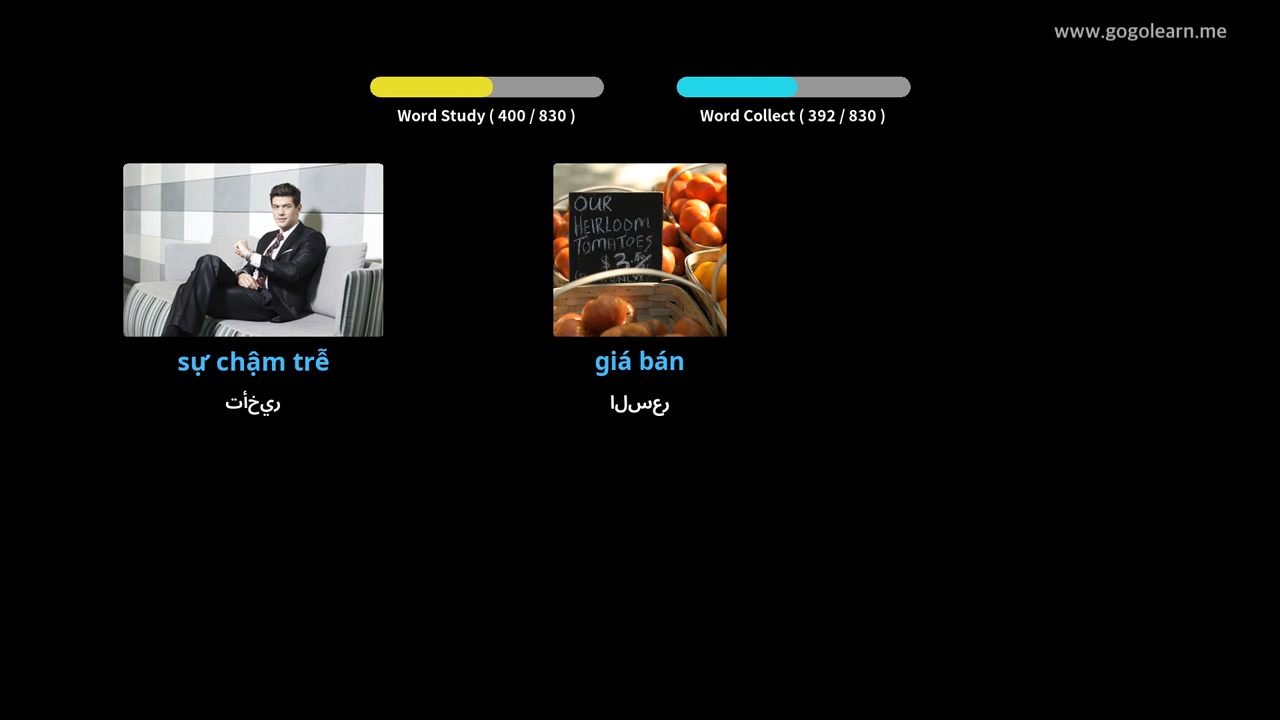 www.gogolearn.me
Word Study ( 400 / 830 )
Word Collect ( 392 / 830 )
OUR
HEIRLOOM
TOMATOES
sự chậm trễ
giá bán
تأخير
السعر